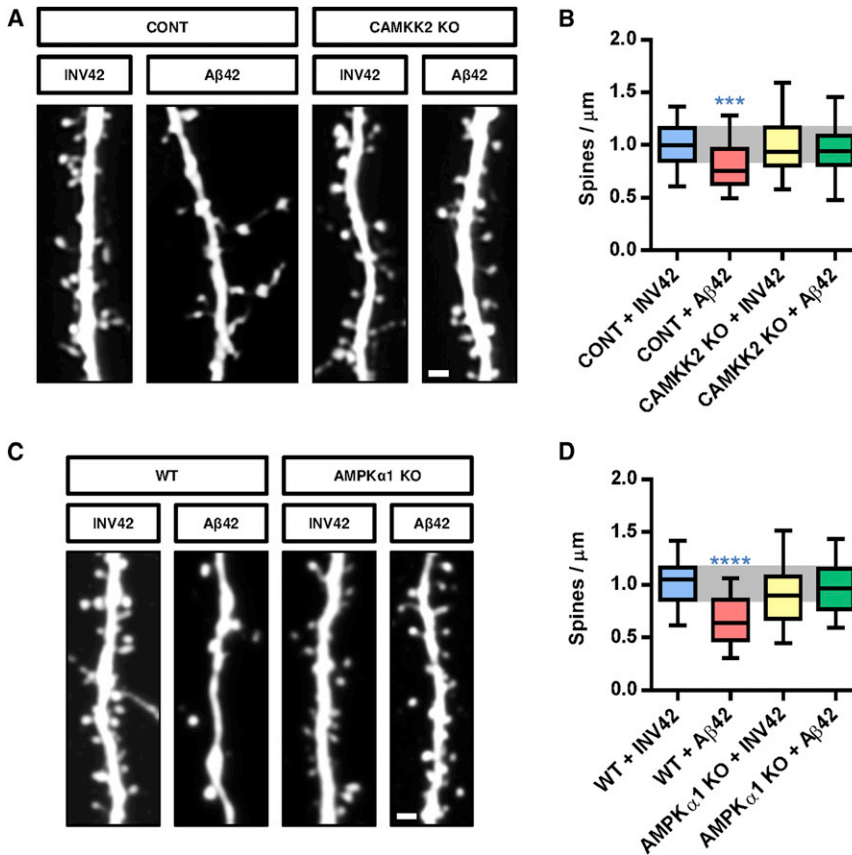 A
CONT
CAMKK2 KO
INV42
Aβ42
INV42
Aβ42
B
2.0
1.5
1.0
0.5
0.0
Spines / μm
***
CONT + INV42
CONT + Aβ42
CAMKK2 KO + INV42
CAMKK2 KO + Aβ42
C
WT
AMPKα1 KO
INV42
Aβ42
INV42
Aβ42
D
2.0
1.5
1.0
0.5
0.0
Spines / μm
****
WT + INV42
WT + Aβ42
AMPKα1 KO + INV42
AMPKα1 KO + Aβ42